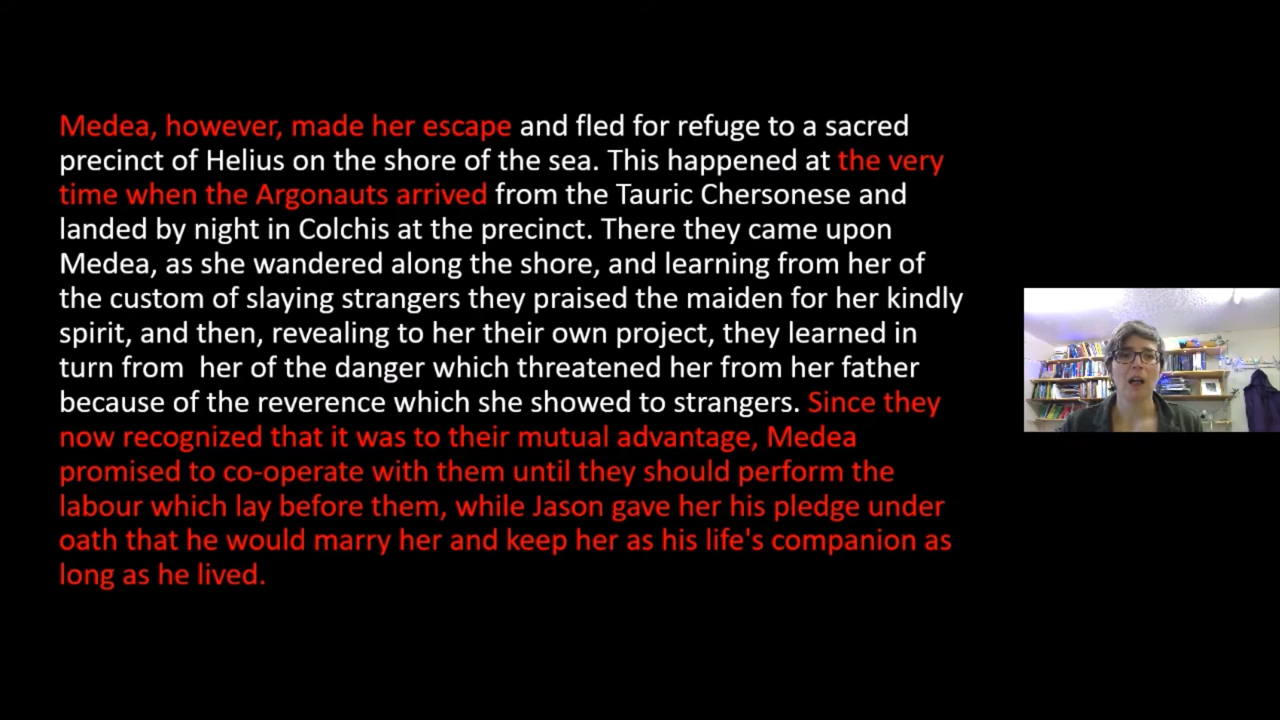 Medea, however, made her escape and fled for refuge to a sacred
precinct of Helius on the shore of the sea. This happened at the very
time when the Argonauts arrived from the Tauric Chersonese and
landed by night in Colchis at the precinct. There they came upon
Medea, as she wandered along the shore, and learning from her of
the custom of slaying strangers they praised the maiden for her kindly
spirit, and then, revealing to her their own project, they learned in
turn from  her of the danger which threatened her from her father
because of the reverence which she showed to strangers. Since they
now recognized that it was to their mutual advantage, Medea
promised to co-operate with them until they should perform the
labour which lay before them, while Jason gave her his pledge under
oath that he would marry her and keep her as his life's companion as
long as he lived.